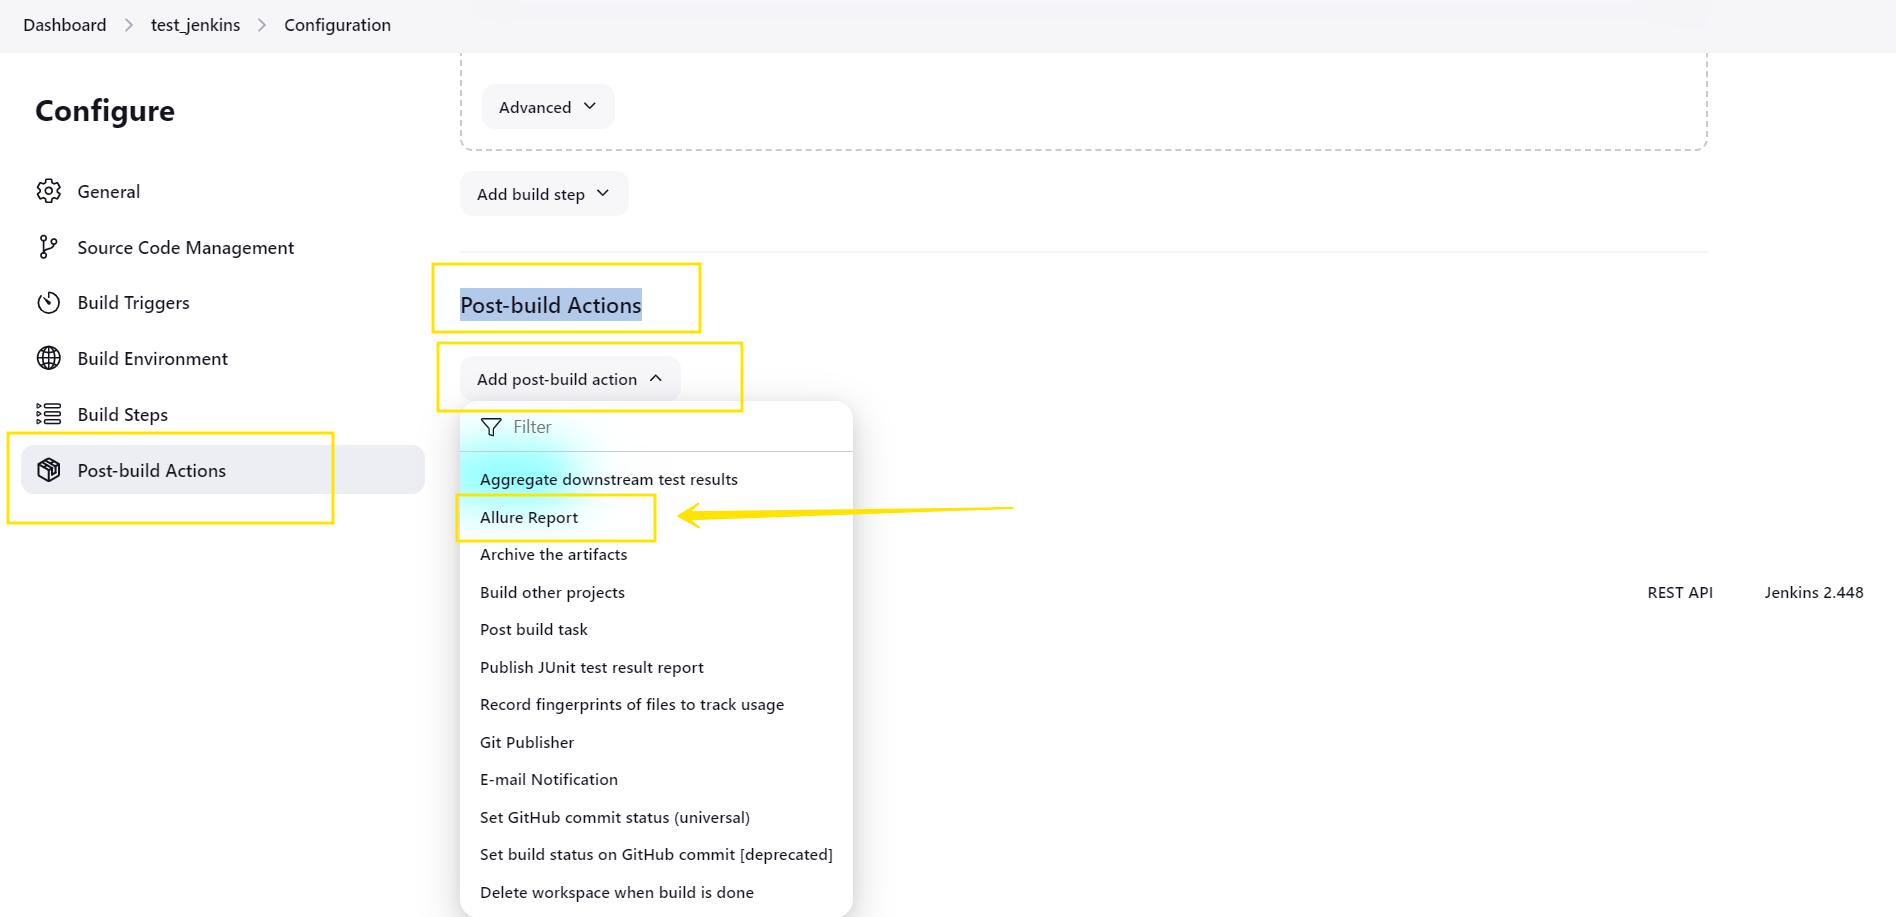 Dashboard > test_jenkins > Configuration
Configure
General
Source Code Management
Build Triggers
Build Environment
Build Steps
Post-build Actions
Advanced
Add build step
Post-build Actions
Add post-build action
Filter
Aggregate downstream test results
Allure Report
Archive the artifacts
Build other projects
Post build task
Publish JUnit test result report
Record fingerprints of files to track usage
Git Publisher
E-mail Notification
Set GitHub commit status (universal)
Set build status on GitHub commit [deprecated]
Delete workspace when build is done
REST API Jenkins 2.448